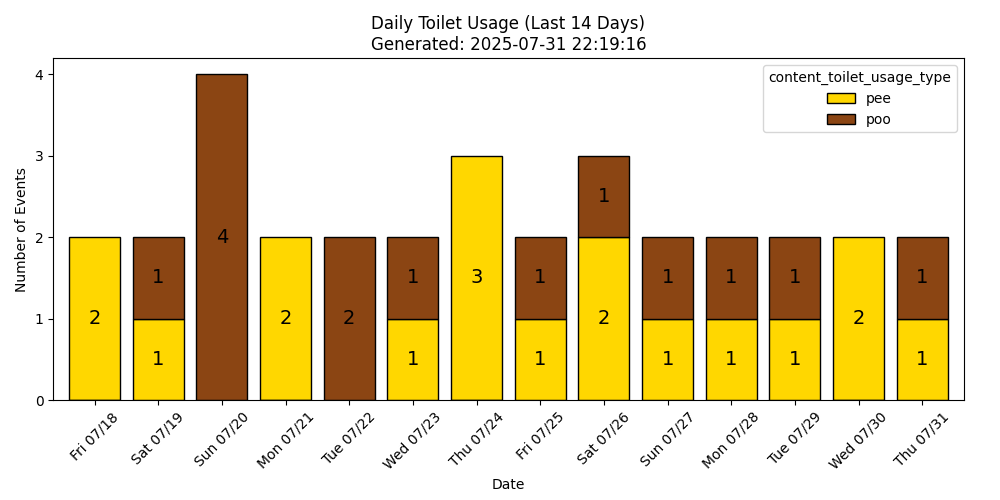 Daily Toilet Usage (Last 14 Days)
Generated: 2025-07-31 22:19:16
content_toilet_usage_type
pee
poo
Number of Events
4
3
2
1
0
2
1
1
4
2
2
1
1
3
1
1
1
2
1
1
1
1
1
1
2
1
1
Fri 07/18
Sat 07/19
Sun 07/20
Mon 07/21
Tue 07/22
Wed 07/23
Thu 07/24
Fri 07/25
Sat 07/26
Sun 07/27
Mon 07/28
Tue 07/29
Wed 07/30
Thu 07/31
Date